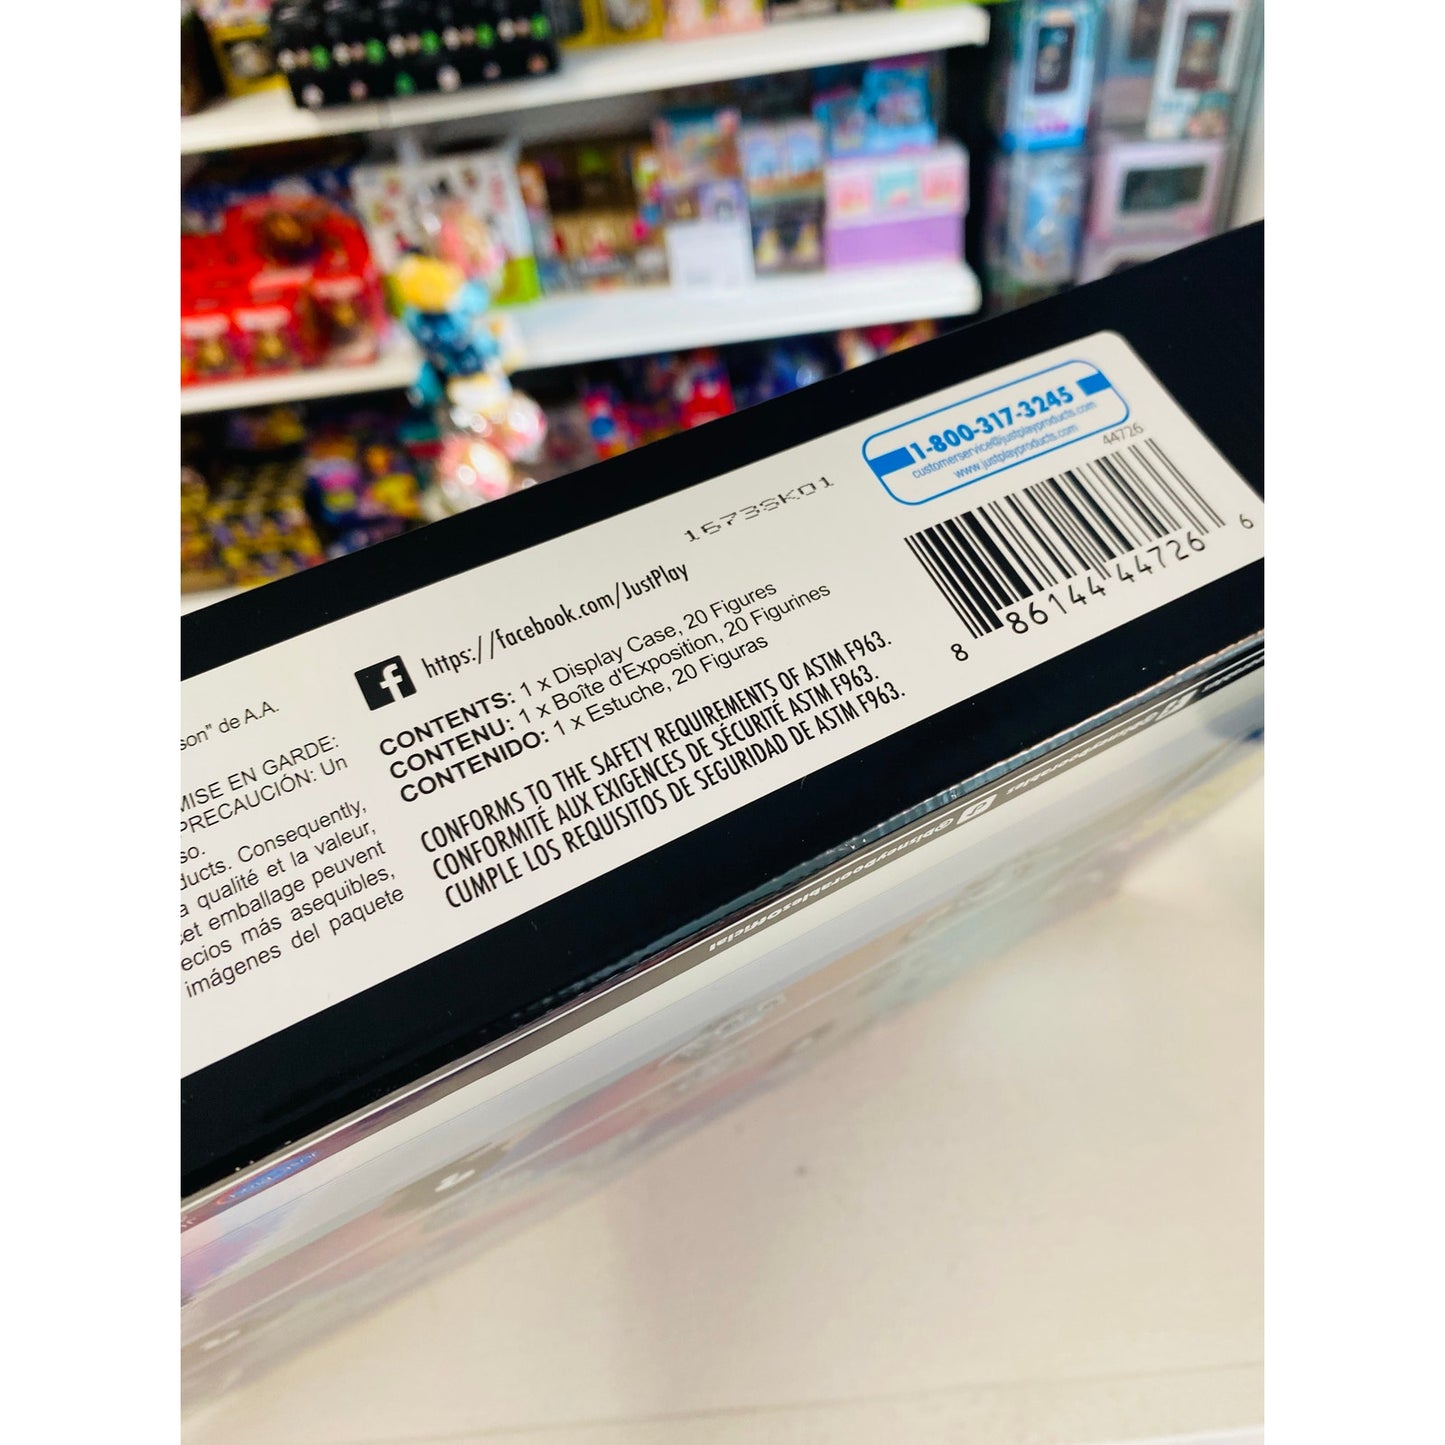 1-800-317-3245
customerservice@justplayproducts.com
www.justplayproducts.com
44726
8 86144 44726 6
1673SK01
https://facebook.com/JustPlay
CONTENTS: 1 x Display Case, 20 Figures
CONTENU: 1 x Boîte d'Exposition, 20 Figurines
CONTENIDO: 1 x Estuche, 20 Figuras
CONFORMS TO THE SAFETY REQUIREMENTS OF ASTM F963.
CONFORMITÉ AUX EXIGENCES DE SÉCURITÉ ASTM F963.
CUMPLE LOS REQUISITOS DE SEGURIDAD DE ASTM F963.
son" de A.A.
MISE EN GARDE:
PRECAUCIÓN: Un
so.
ducts. Consequently,
a qualité et la valeur,
cet emballage peuvent
ecios más asequibles,
imágenes del paquete
@DisneyDoorablesOfficial